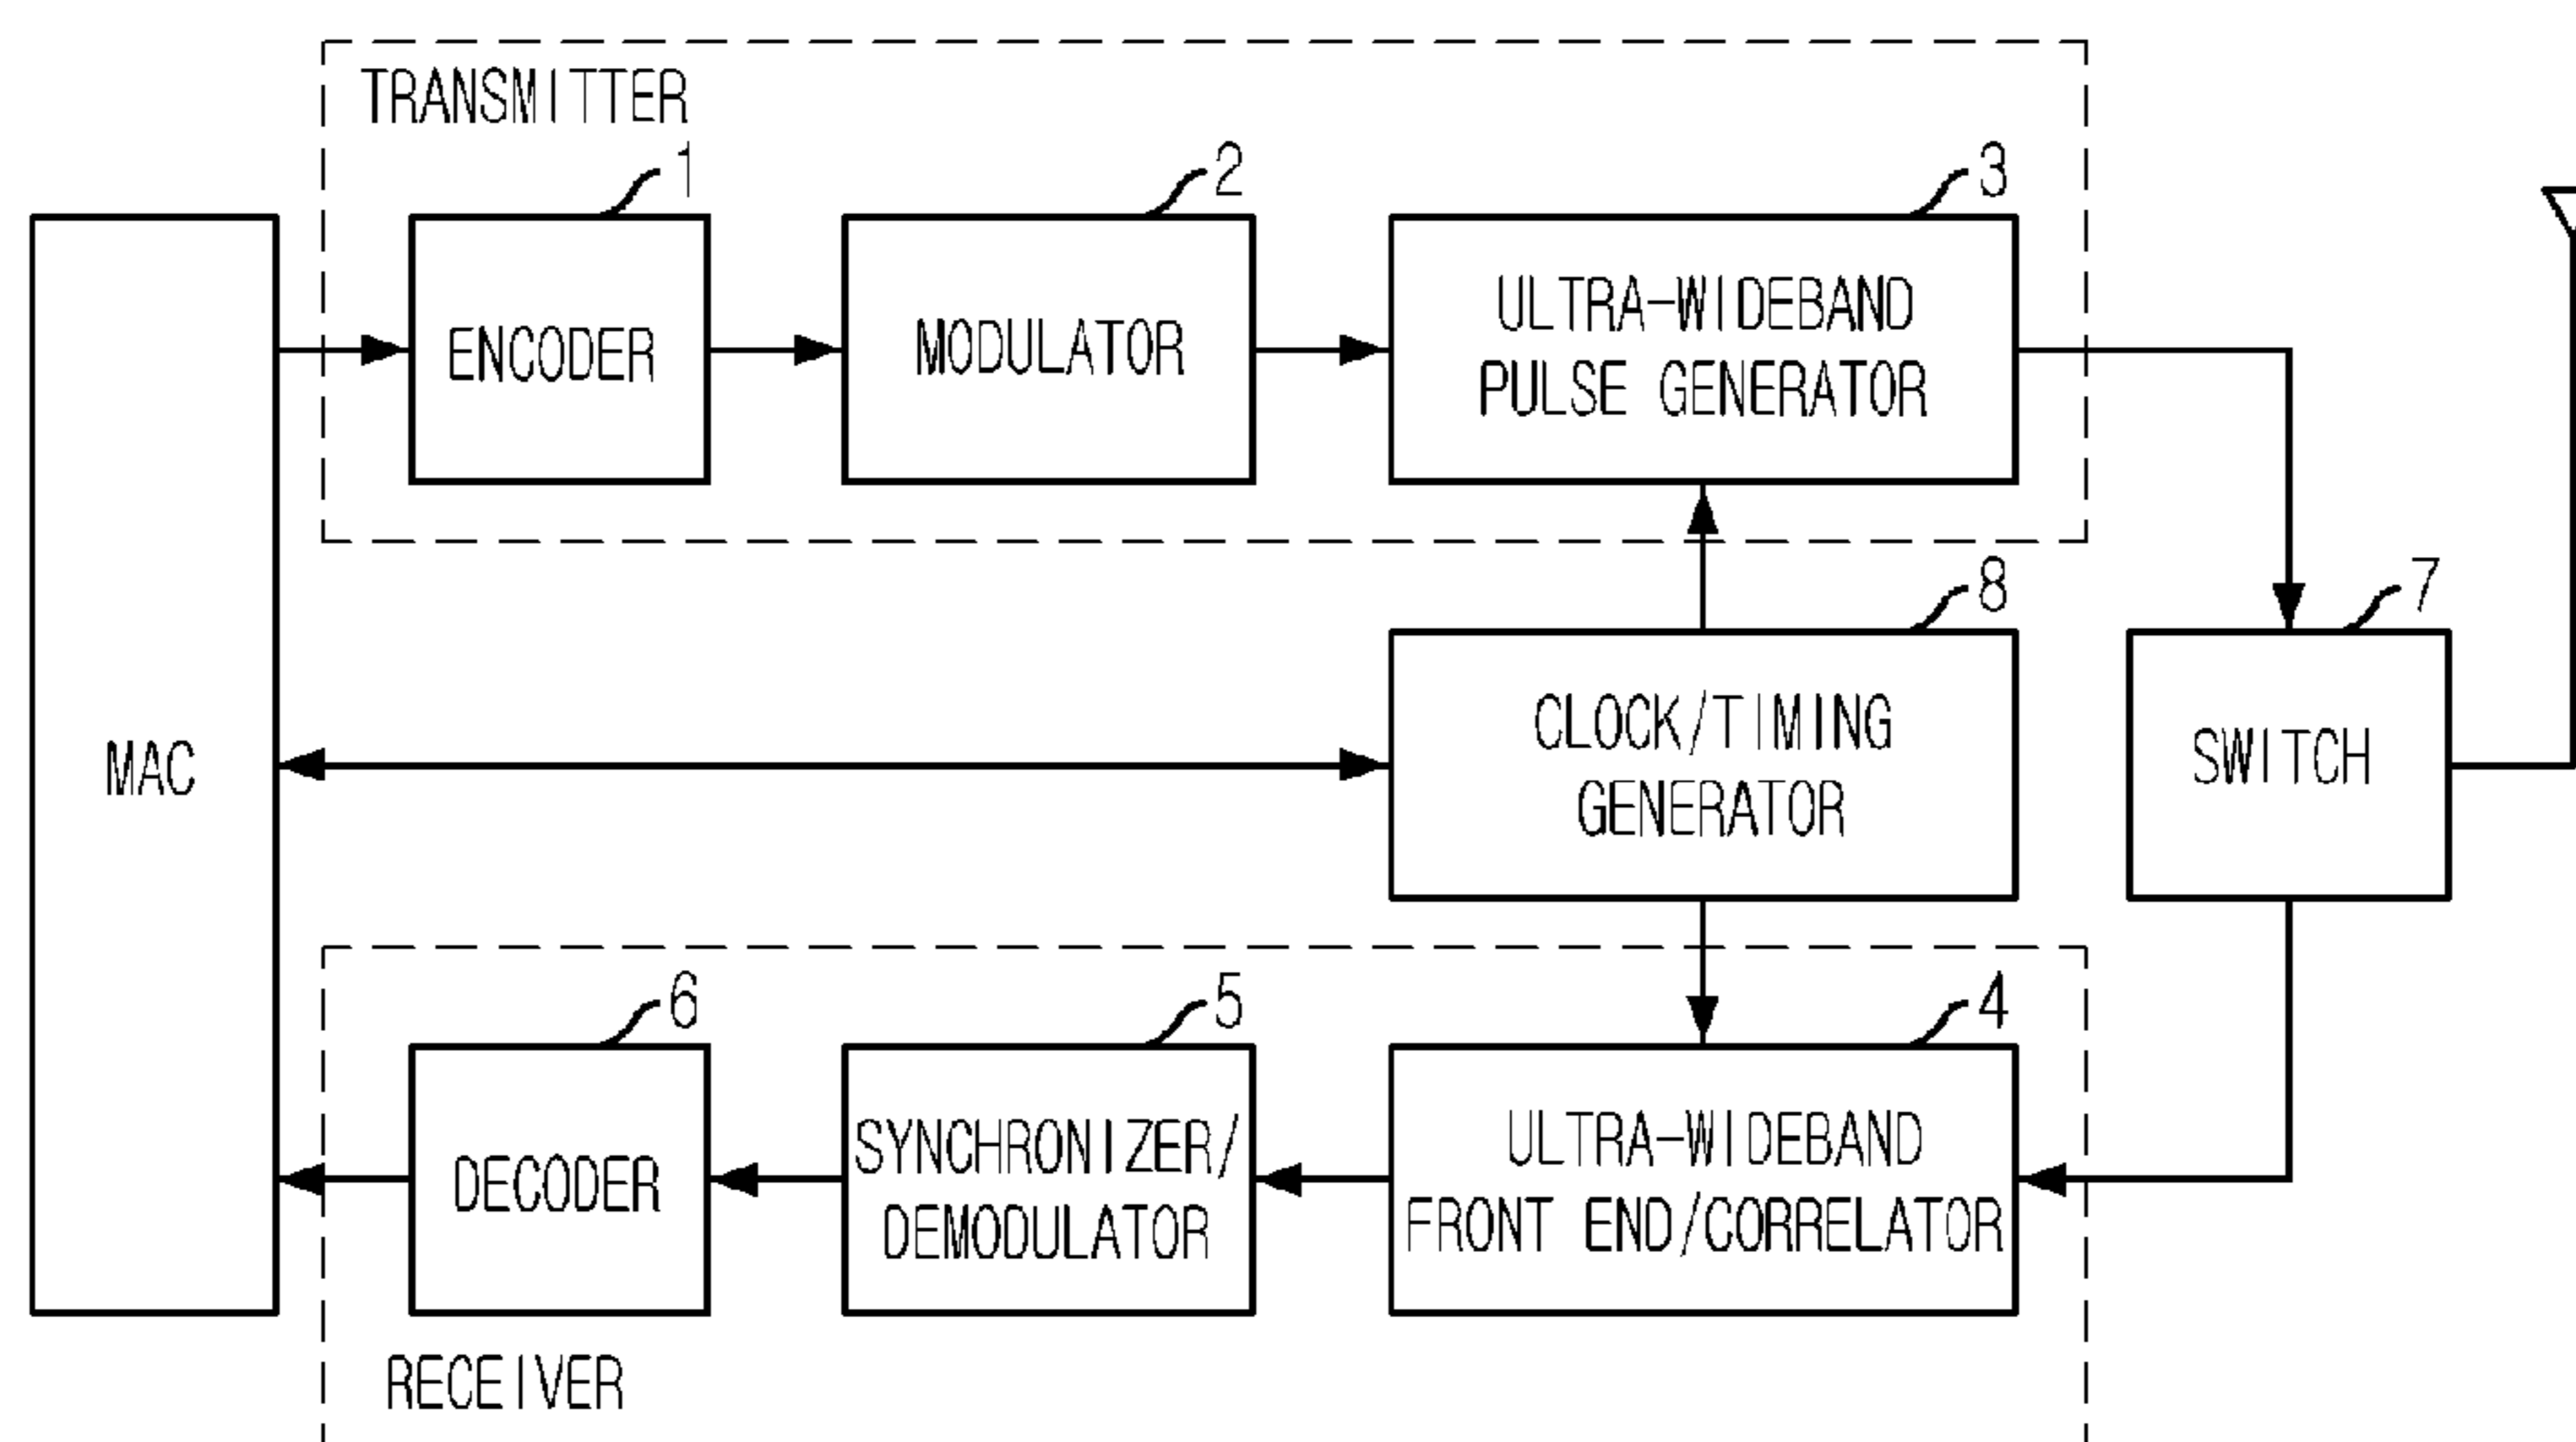 TRANSMITTER
1
2
3
ENCODER
MODULATOR
ULTRA-WIDEBAND
PULSE GENERATOR
8
7
MAC
CLOCK/TIMING
GENERATOR
SWITCH
6
5
4
DECODER
SYNCHRONIZER/
DEMODULATOR
ULTRA-WIDEBAND
FRONT END/CORRELATOR
RECEIVER